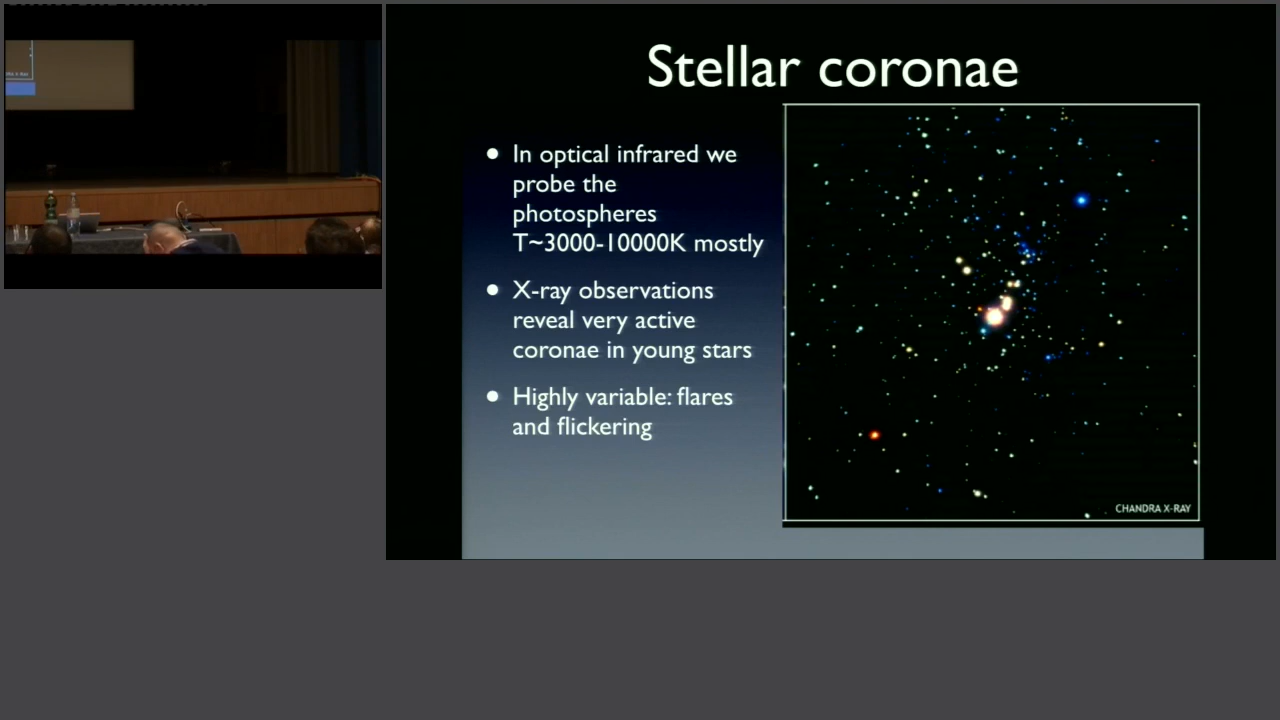 Stellar coronae
• In optical infrared we
probe the
photospheres
T~3000-10000K mostly
• X-ray observations
reveal very active
coronae in young stars
• Highly variable: flares
and flickering
CHANDRA X-RAY